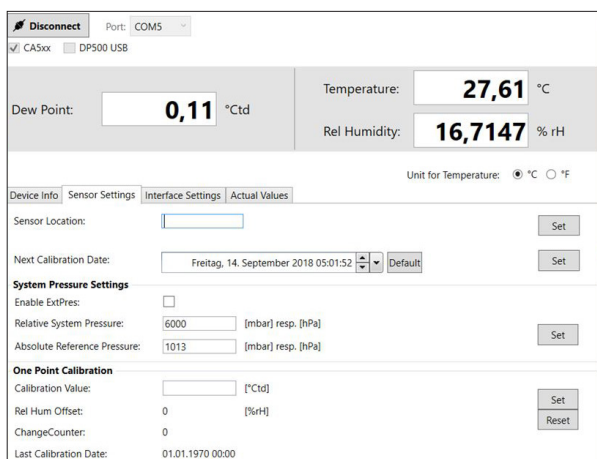 Disconnect Port: COM5
CA5xx DP500 USB
Dew Point: 0,11 °Ctd
Temperature: 27,61 °C
Rel Humidity: 16,7147 % rH
Unit for Temperature: °C °F
Device Info Sensor Settings Interface Settings Actual Values
Sensor Location: Set
Next Calibration Date: Freitag, 14. September 2018 05:01:52 Default Set
System Pressure Settings
Enable ExtPres:
Relative System Pressure: 6000 [mbar] resp. [hPa]
Set
Absolute Reference Pressure: 1013 [mbar] resp. [hPa]
One Point Calibration
Calibration Value: [°Ctd]
Set
Rel Hum Offset: 0 [%rH]
Reset
ChangeCounter: 0
Last Calibration Date: 01.01.1970 00:00